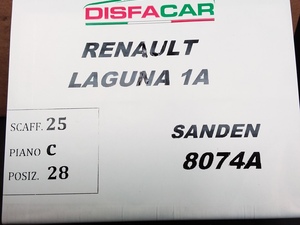 DISFACAR
RENAULT
LAGUNA 1A
SCAFF. 25
PIANO C
POSIZ. 28
SANDEN
8074A